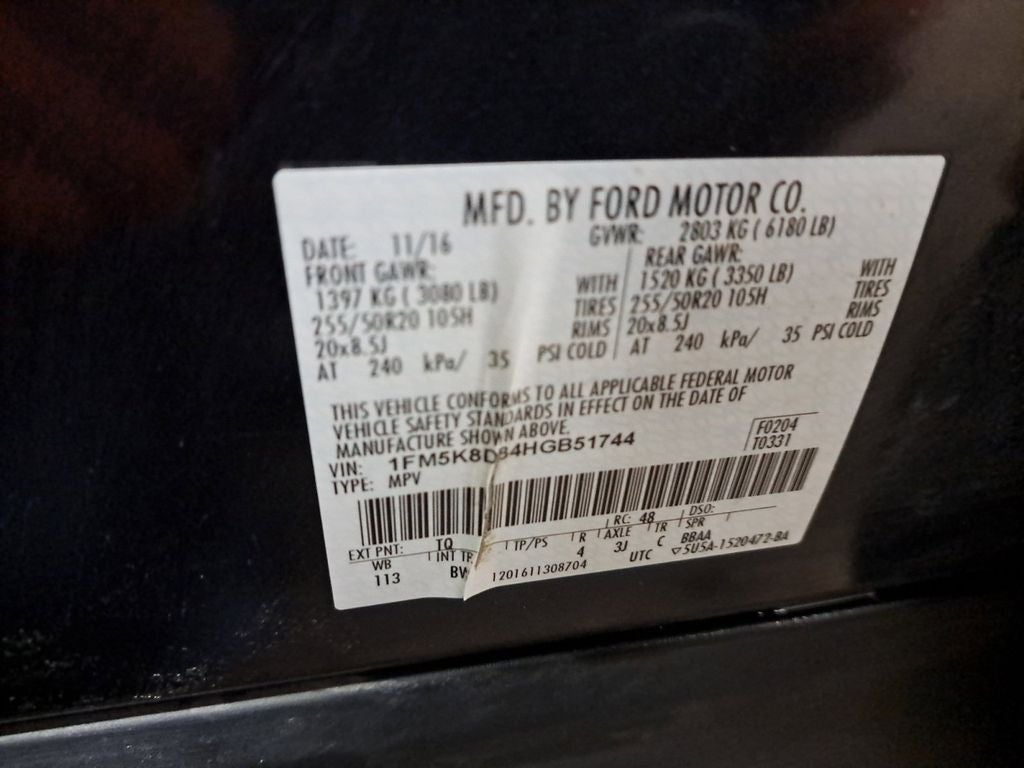 MFD. BY FORD MOTOR CO.
DATE: 11/16 GVWR: 2803 KG ( 6180 LB)
FRONT GAWR: REAR GAWR:
1397 KG ( 3080 LB) WITH 1520 KG ( 3350 LB) WITH
255/50R20 105H TIRES 255/50R20 105H TIRES
20x8.5J RIMS 20x8.5J RIMS
AT 240 kPa/ 35 PSI COLD AT 240 kPa/ 35 PSI COLD
THIS VEHICLE CONFORMS TO ALL APPLICABLE FEDERAL MOTOR
VEHICLE SAFETY STANDARDS IN EFFECT ON THE DATE OF
MANUFACTURE SHOWN ABOVE.
VIN: 1FM5K8D84HGB51744 F0204
TYPE: MPV T0331
EXT PNT: TQ RC: 48 DSO:
WB INT TR TP/PS R AXLE TR SPR
113 BW 4 3J C BBAA
1201611308704 UTC ▽5U5A-1520472-BA